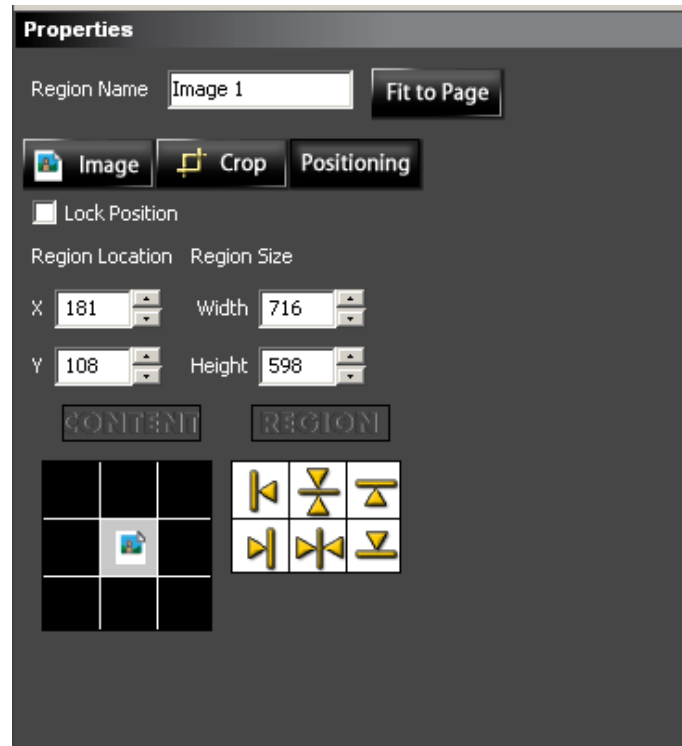 Properties
Region Name Image 1 Fit to Page
Image Crop Positioning
Lock Position
Region Location Region Size
X 181 Width 716
Y 108 Height 598
CONTENT REGION